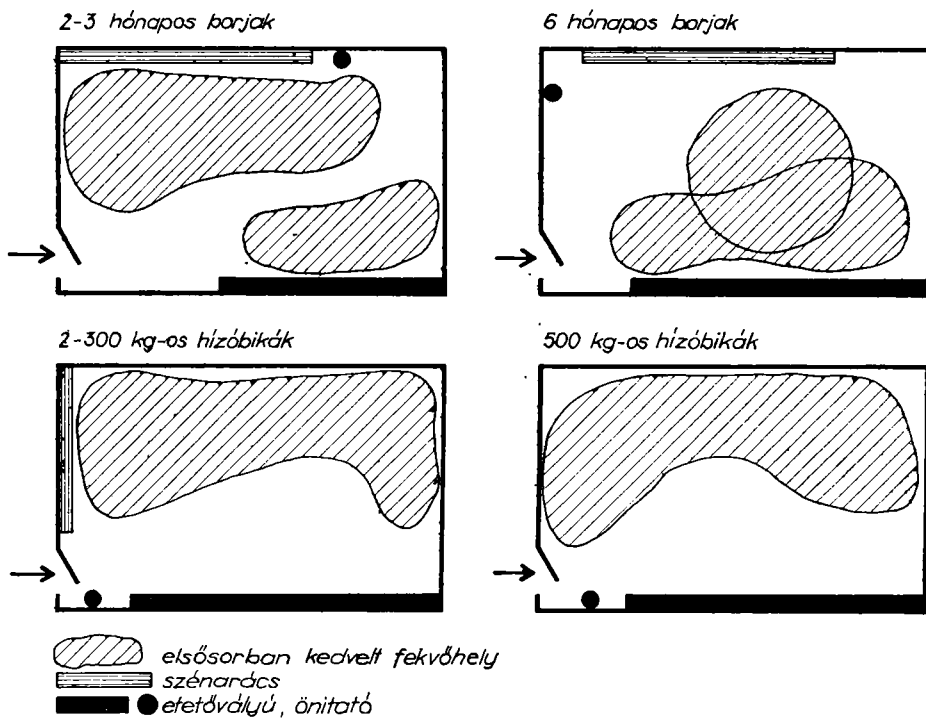 2-3 hónapos borjak
6 hónapos borjak
2-300 kg-os hízóbikák
500 kg-os hízóbikák
elsősorban kedvelt fekvőhely
szénarács
etetővályú, önitató